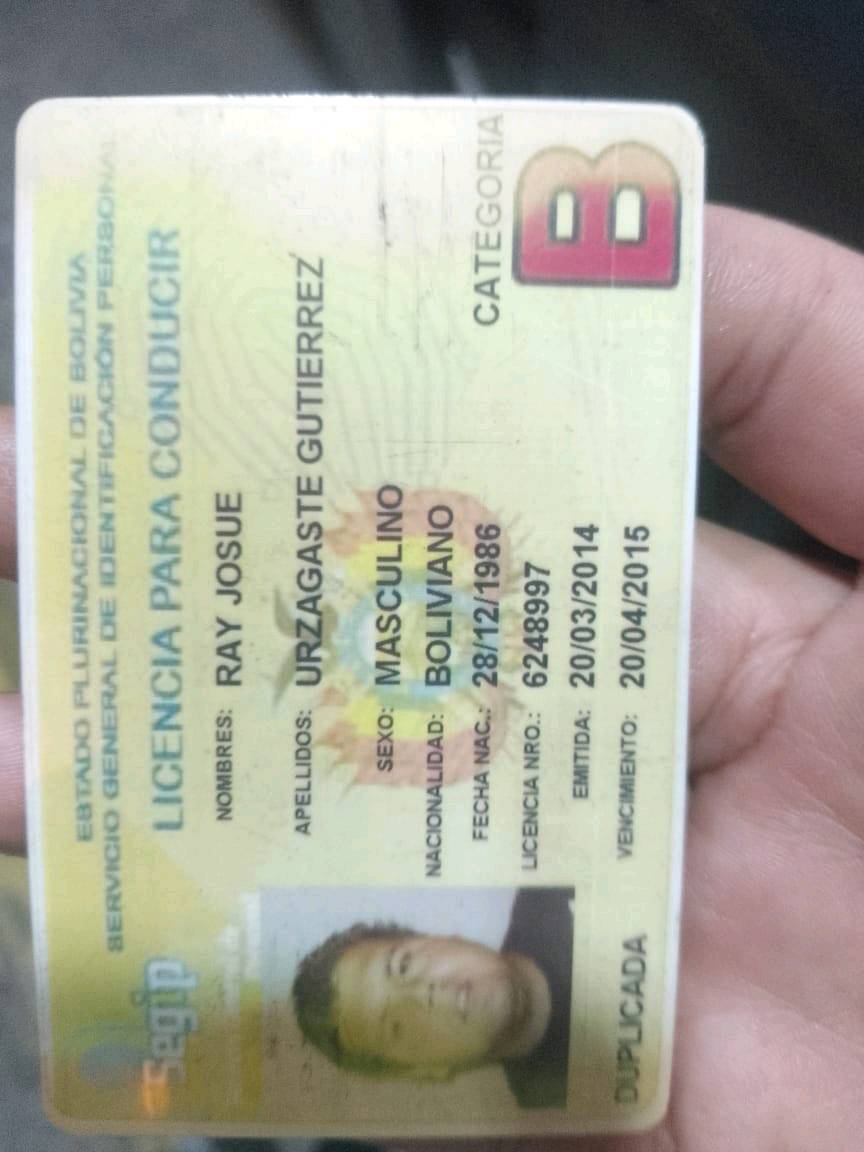 ESTADO PLURINACIONAL DE BOLIVIA
SERVICIO GENERAL DE IDENTIFICACIÓN PERSONAL
LICENCIA PARA CONDUCIR
segip
NOMBRES: RAY JOSUE
APELLIDOS: URZAGASTE GUTIERREZ
SEXO: MASCULINO
NACIONALIDAD: BOLIVIANO
FECHA NAC.: 28/12/1986
CATEGORIA
B
LICENCIA NRO.: 6248997
EMITIDA: 20/03/2014
VENCIMIENTO: 20/04/2015
DUPLICADA